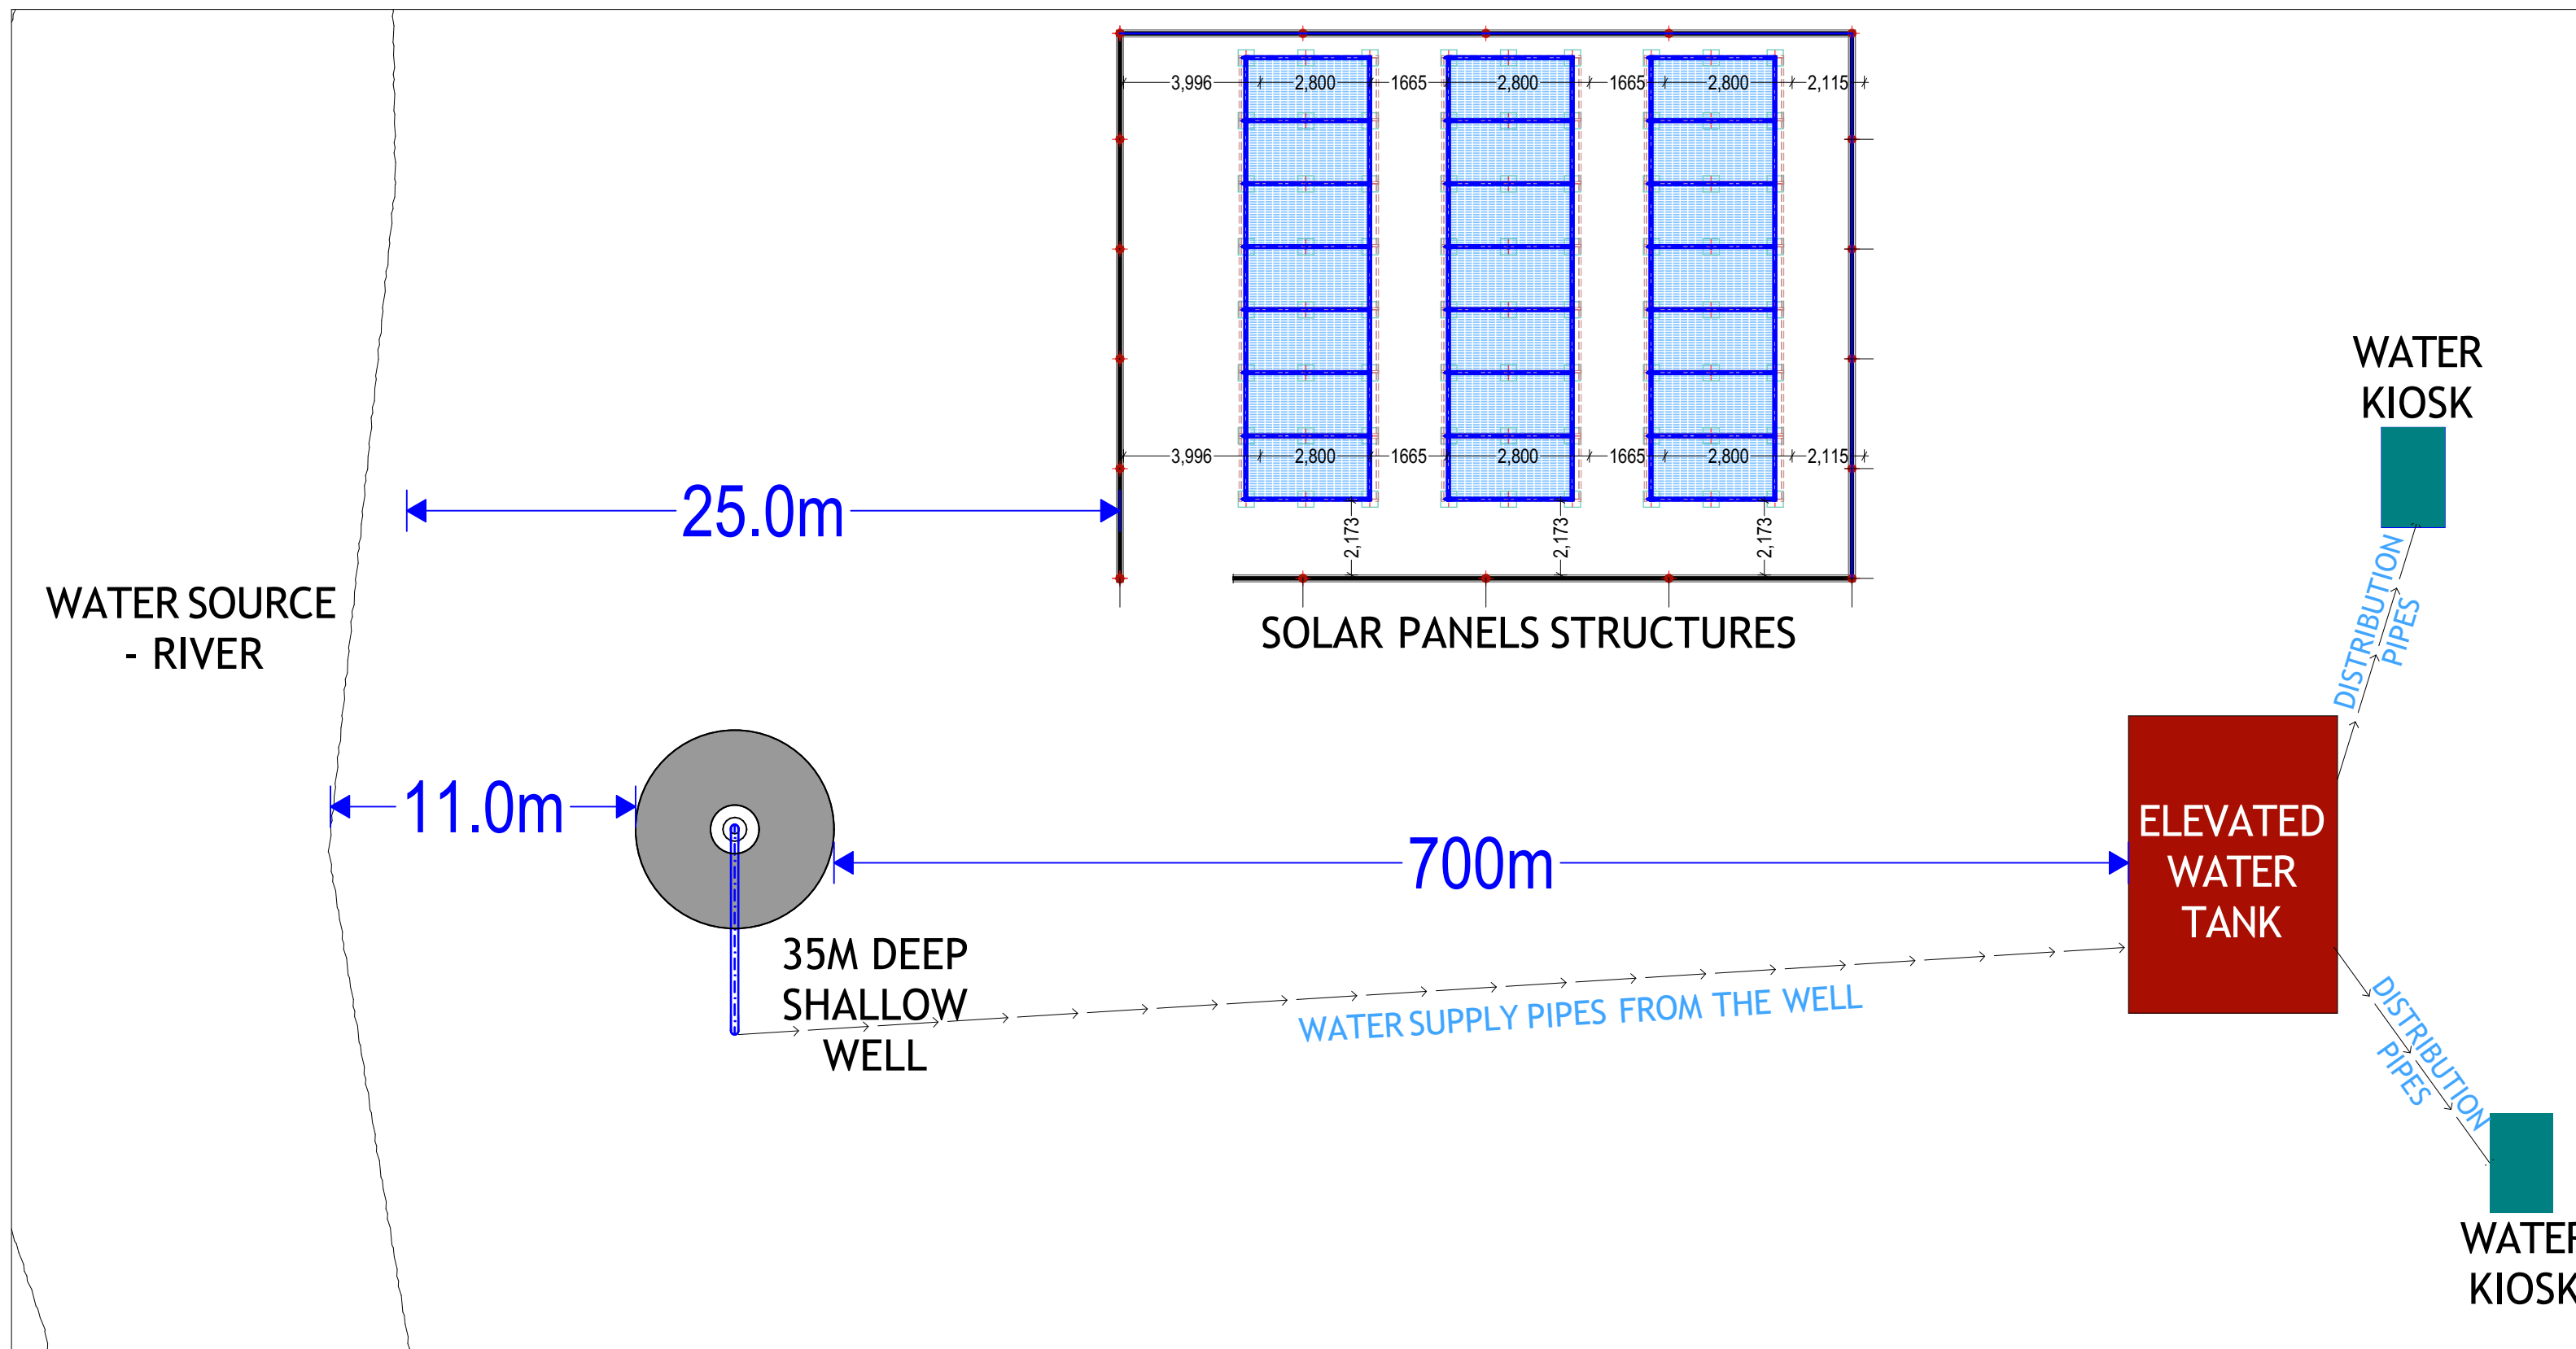 3,996 2,800 1665 2,800 1665 2,800 2,115
WATER
KIOSK
3,996 2,800 1665 2,800 1665 2,800 2,115
25.0m
2,173 2,173 2,173
DISTRIBUTION
PIPES
WATER SOURCE
- RIVER
SOLAR PANELS STRUCTURES
11.0m
700m
ELEVATED
WATER
TANK
35M DEEP
SHALLOW
WELL
WATER SUPPLY PIPES FROM THE WELL
DISTRIBUTION
PIPES
WATER
KIOSK